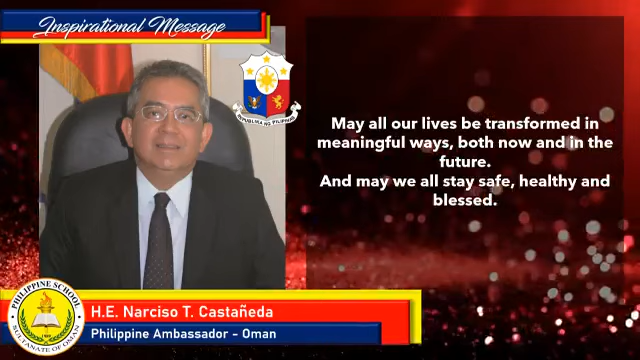 Inspirational Message
REPUBLIKA NG PILIPINAS
May all our lives be transformed in
meaningful ways, both now and in the
future.
And may we all stay safe, healthy and
blessed.
PHILIPPINE SCHOOL
SULTANATE OF OMAN
H.E. Narciso T. Castañeda
Philippine Ambassador - Oman